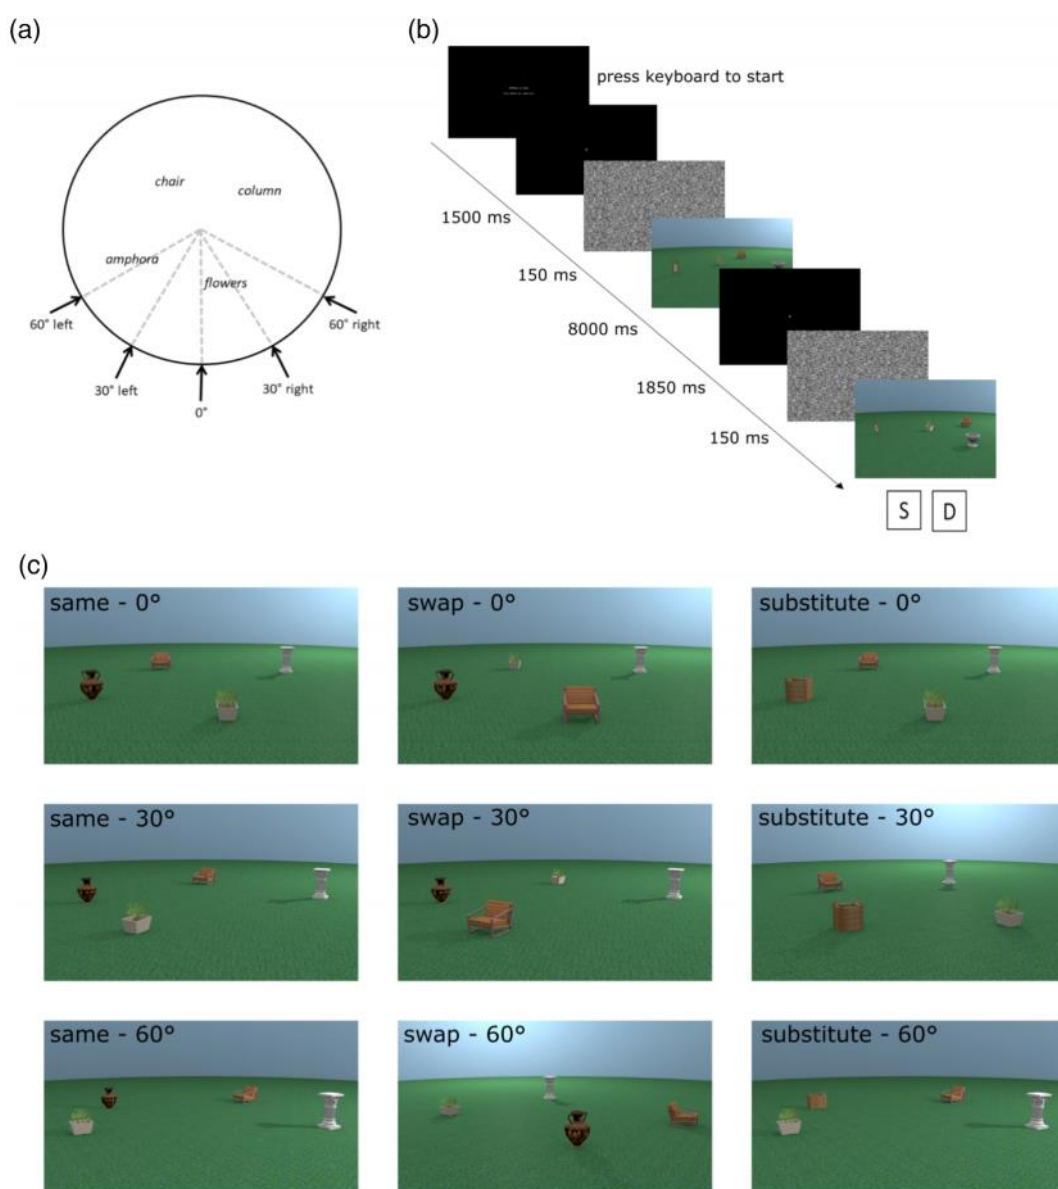 (a)
chair
column
amphora
flowers
60° left
60° right
30° left
30° right
0°
(b)
press keyboard to start
1500 ms
150 ms
8000 ms
1850 ms
150 ms
S D
(c)
same - 0°
swap - 0°
substitute - 0°
same - 30°
swap - 30°
substitute - 30°
same - 60°
swap - 60°
substitute - 60°